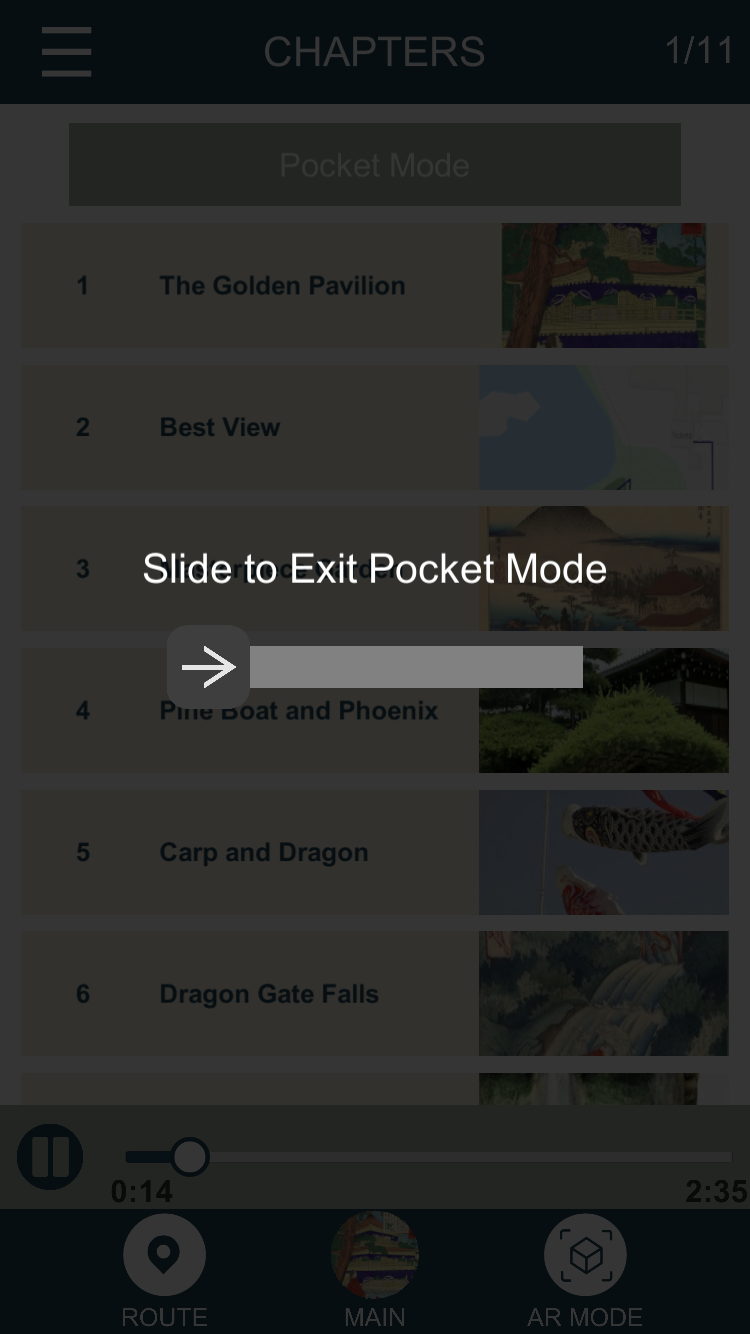 CHAPTERS
1/11
Pocket Mode
1 The Golden Pavilion
2 Best View
Slide to Exit Pocket Mode
3
4 Pine Boat and Phoenix
5 Carp and Dragon
6 Dragon Gate Falls
0:14
2:35
ROUTE
MAIN
AR MODE